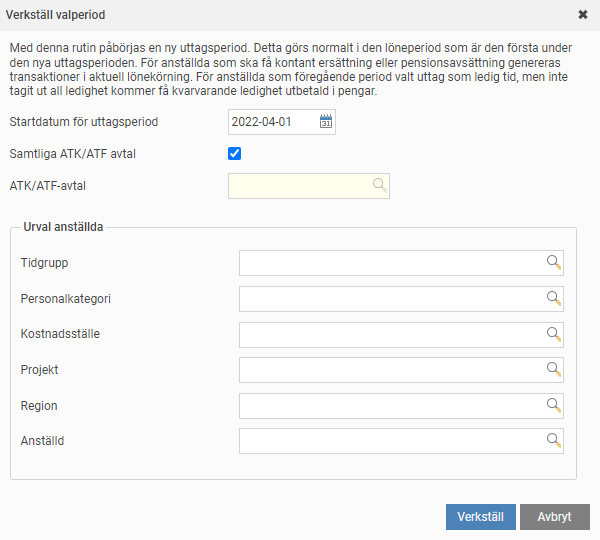 Verkställ valperiod
Med denna rutin påbörjas en ny uttagsperiod. Detta görs normalt i den löneperiod som är den första under
den nya uttagsperioden. För anställda som ska få kontant ersättning eller pensionsavsättning genereras
transaktioner i aktuell lönekörning. För anställda som föregående period valt uttag som ledig tid, men inte
tagit ut all ledighet kommer få kvarvarande ledighet utbetald i pengar.
Startdatum för uttagsperiod 2022-04-01 31
Samtliga ATK/ATF avtal
ATK/ATF-avtal
Urval anställda
Tidgrupp
Personalkategori
Kostnadsställe
Projekt
Region
Anställd
Verkställ Avbryt